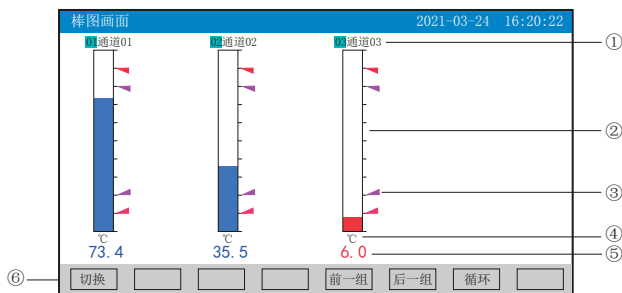 棒图画面 2021-03-24 16:20:22
01通道01 02通道02 03通道03 ①
②
③
℃ ℃ ℃ ④
73.4 35.5 6.0 ⑤
⑥ 切换 前一组 后一组 循环